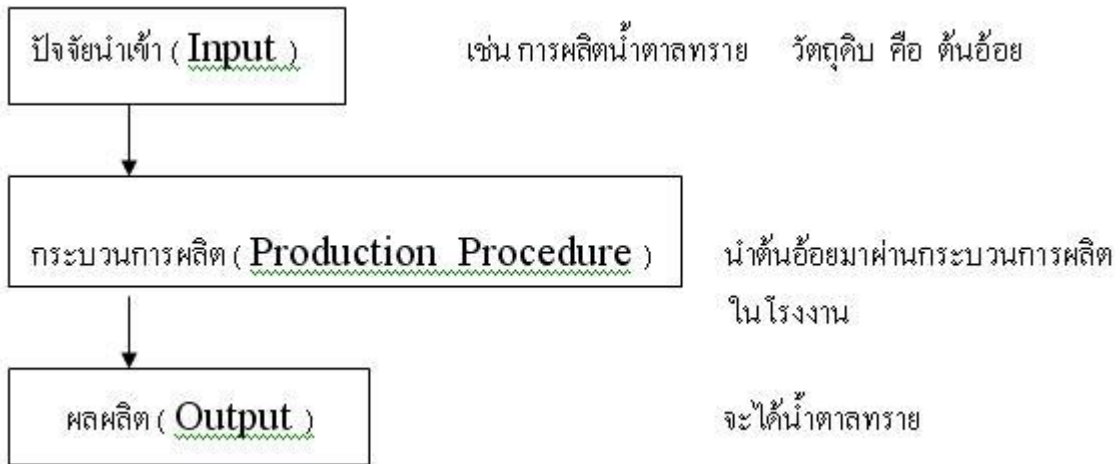 ปัจจัยนำเข้า ( Input ) เช่น การผลิตน้ำตาลทราย วัตถุดิบ คือ ต้นอ้อย
กระบวนการผลิต ( Production Procedure ) นำต้นอ้อยมาผ่านกระบวนการผลิต
ในโรงงาน
ผลผลิต ( Output ) จะได้น้ำตาลทราย